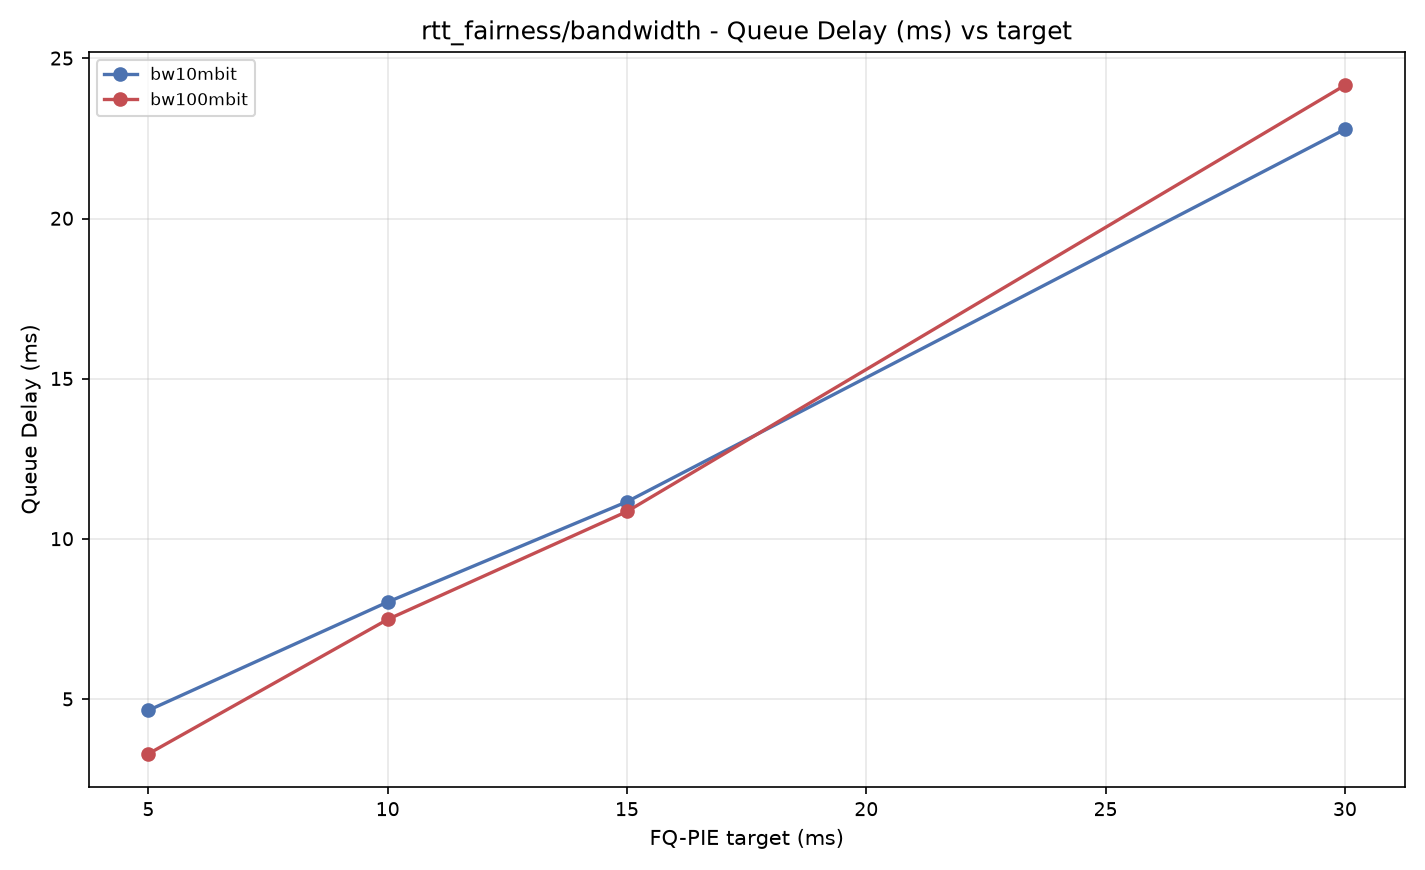 rtt_fairness/bandwidth - Queue Delay (ms) vs target
bw10mbit
bw100mbit
Queue Delay (ms)
25
20
15
10
5
5 10 15 20 25 30
FQ-PIE target (ms)